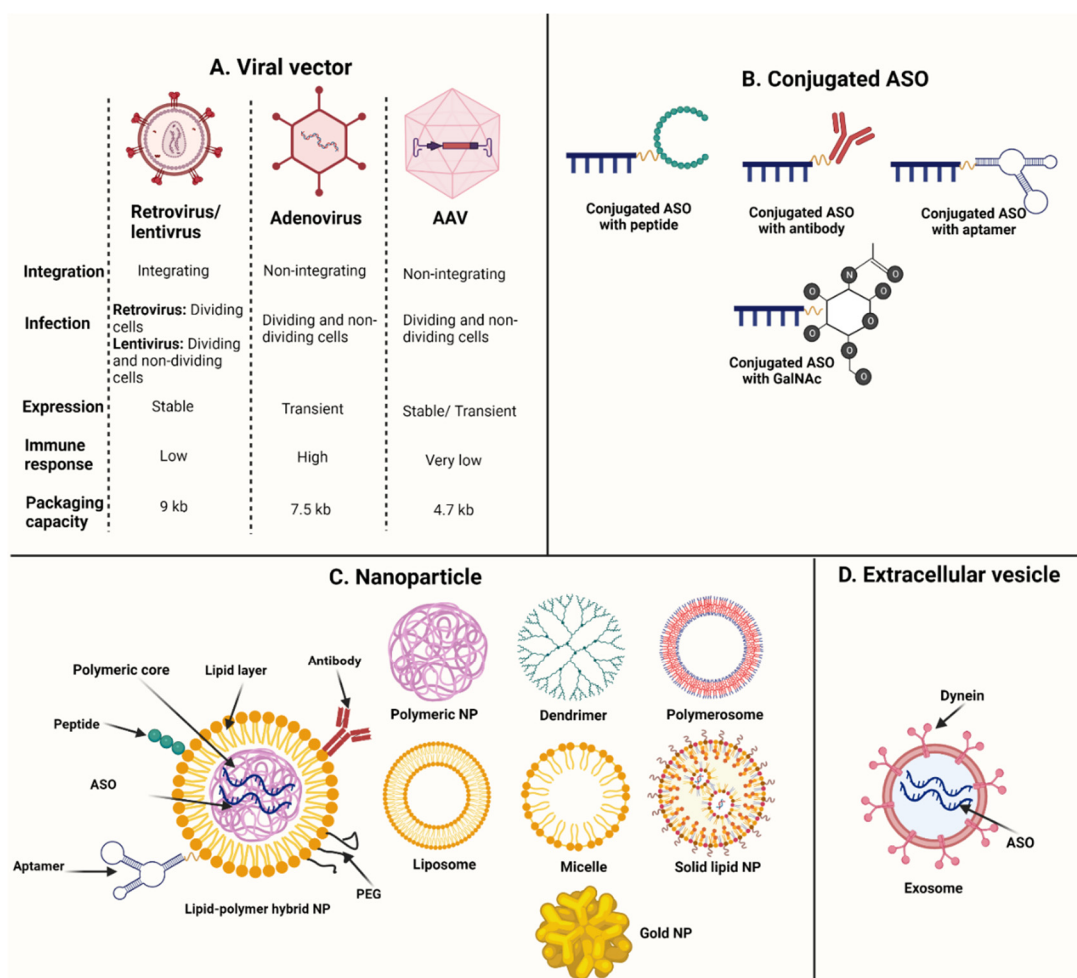 A. Viral vector
Retrovirus/
lentivrus
Adenovirus
AAV
Integration
Integrating
Non-integrating
Non-integrating
Infection
Retrovirus: Dividing
cells
Lentivirus: Dividing
and non-dividing
cells
Dividing and non-
dividing cells
Dividing and non-
dividing cells
Expression
Stable
Transient
Stable/ Transient
Immune
response
Low
High
Very low
Packaging
capacity
9 kb
7.5 kb
4.7 kb
B. Conjugated ASO
Conjugated ASO
with peptide
Conjugated ASO
with antibody
Conjugated ASO
with aptamer
N
O
O
O
O
O
O
O
Conjugated ASO
with GalNAc
C. Nanoparticle
Polymeric core
Lipid layer
Antibody
Peptide
ASO
Aptamer
PEG
Lipid-polymer hybrid NP
Polymeric NP
Dendrimer
Polymerosome
Liposome
Micelle
Solid lipid NP
Gold NP
D. Extracellular vesicle
Dynein
ASO
Exosome